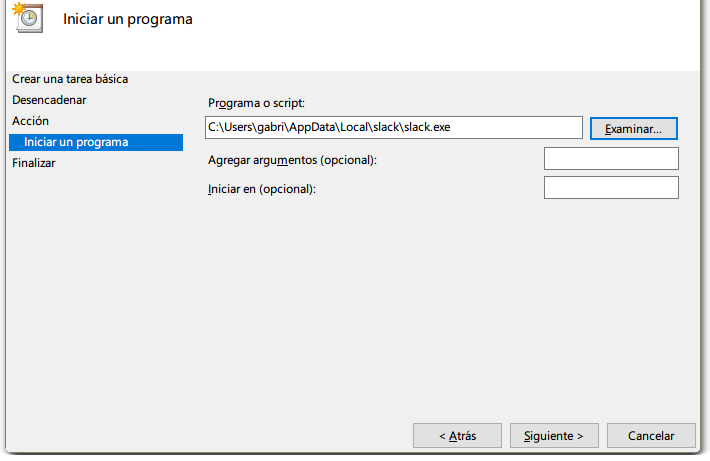 Iniciar un programa
Crear una tarea básica
Desencadenar
Acción
Iniciar un programa
Finalizar
Programa o script:
C:\Users\gabri\AppData\Local\slack\slack.exe
Examinar...
Agregar argumentos (opcional):
Iniciar en (opcional):
< Atrás
Siguiente >
Cancelar